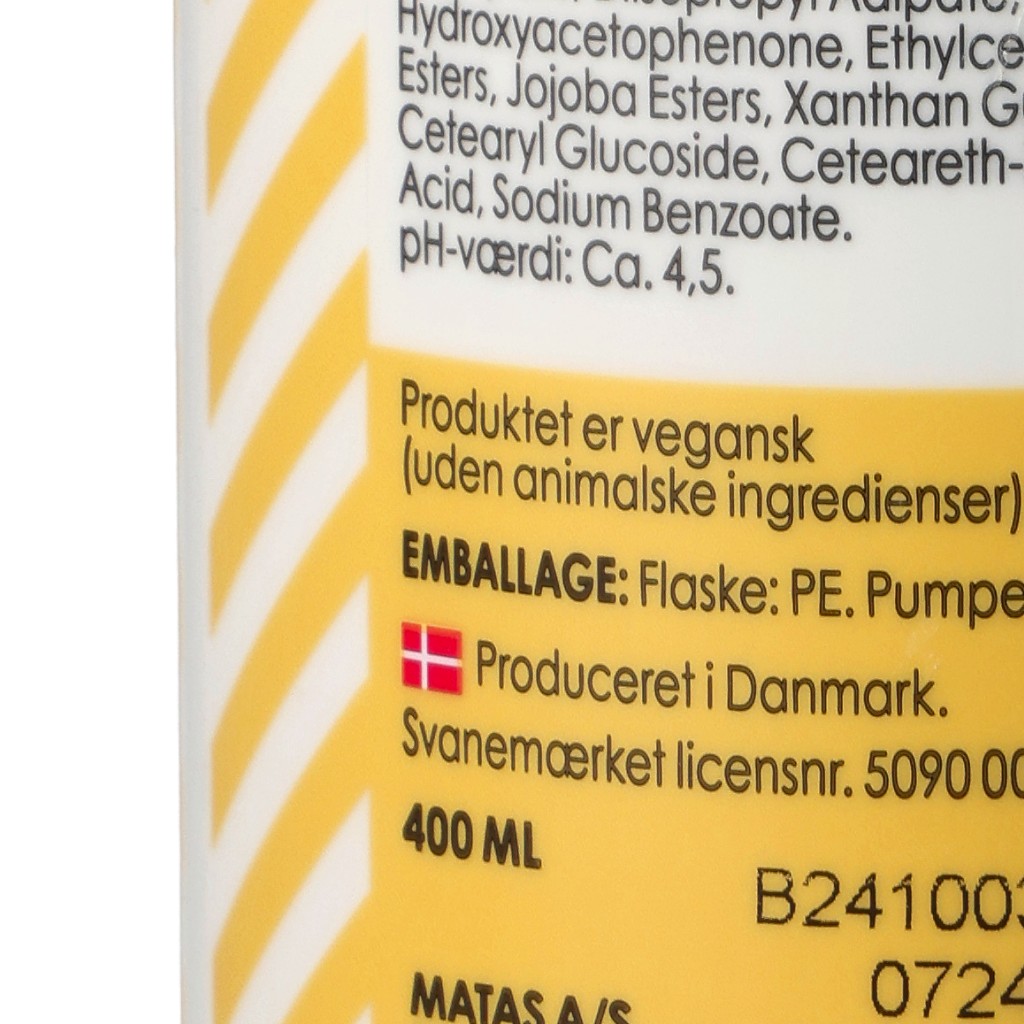 Hydroxyacetophenone, Ethylce
Esters, Jojoba Esters, Xanthan G
Cetearyl Glucoside, Ceteareth-
Acid, Sodium Benzoate.
pH-værdi: Ca. 4,5.
Produktet er vegansk
(uden animalske ingredienser)
EMBALLAGE: Flaske: PE. Pumpe
Produceret i Danmark.
Svanemærket licensnr. 5090 00
400 ML
B241003
0724
MATAS A/S